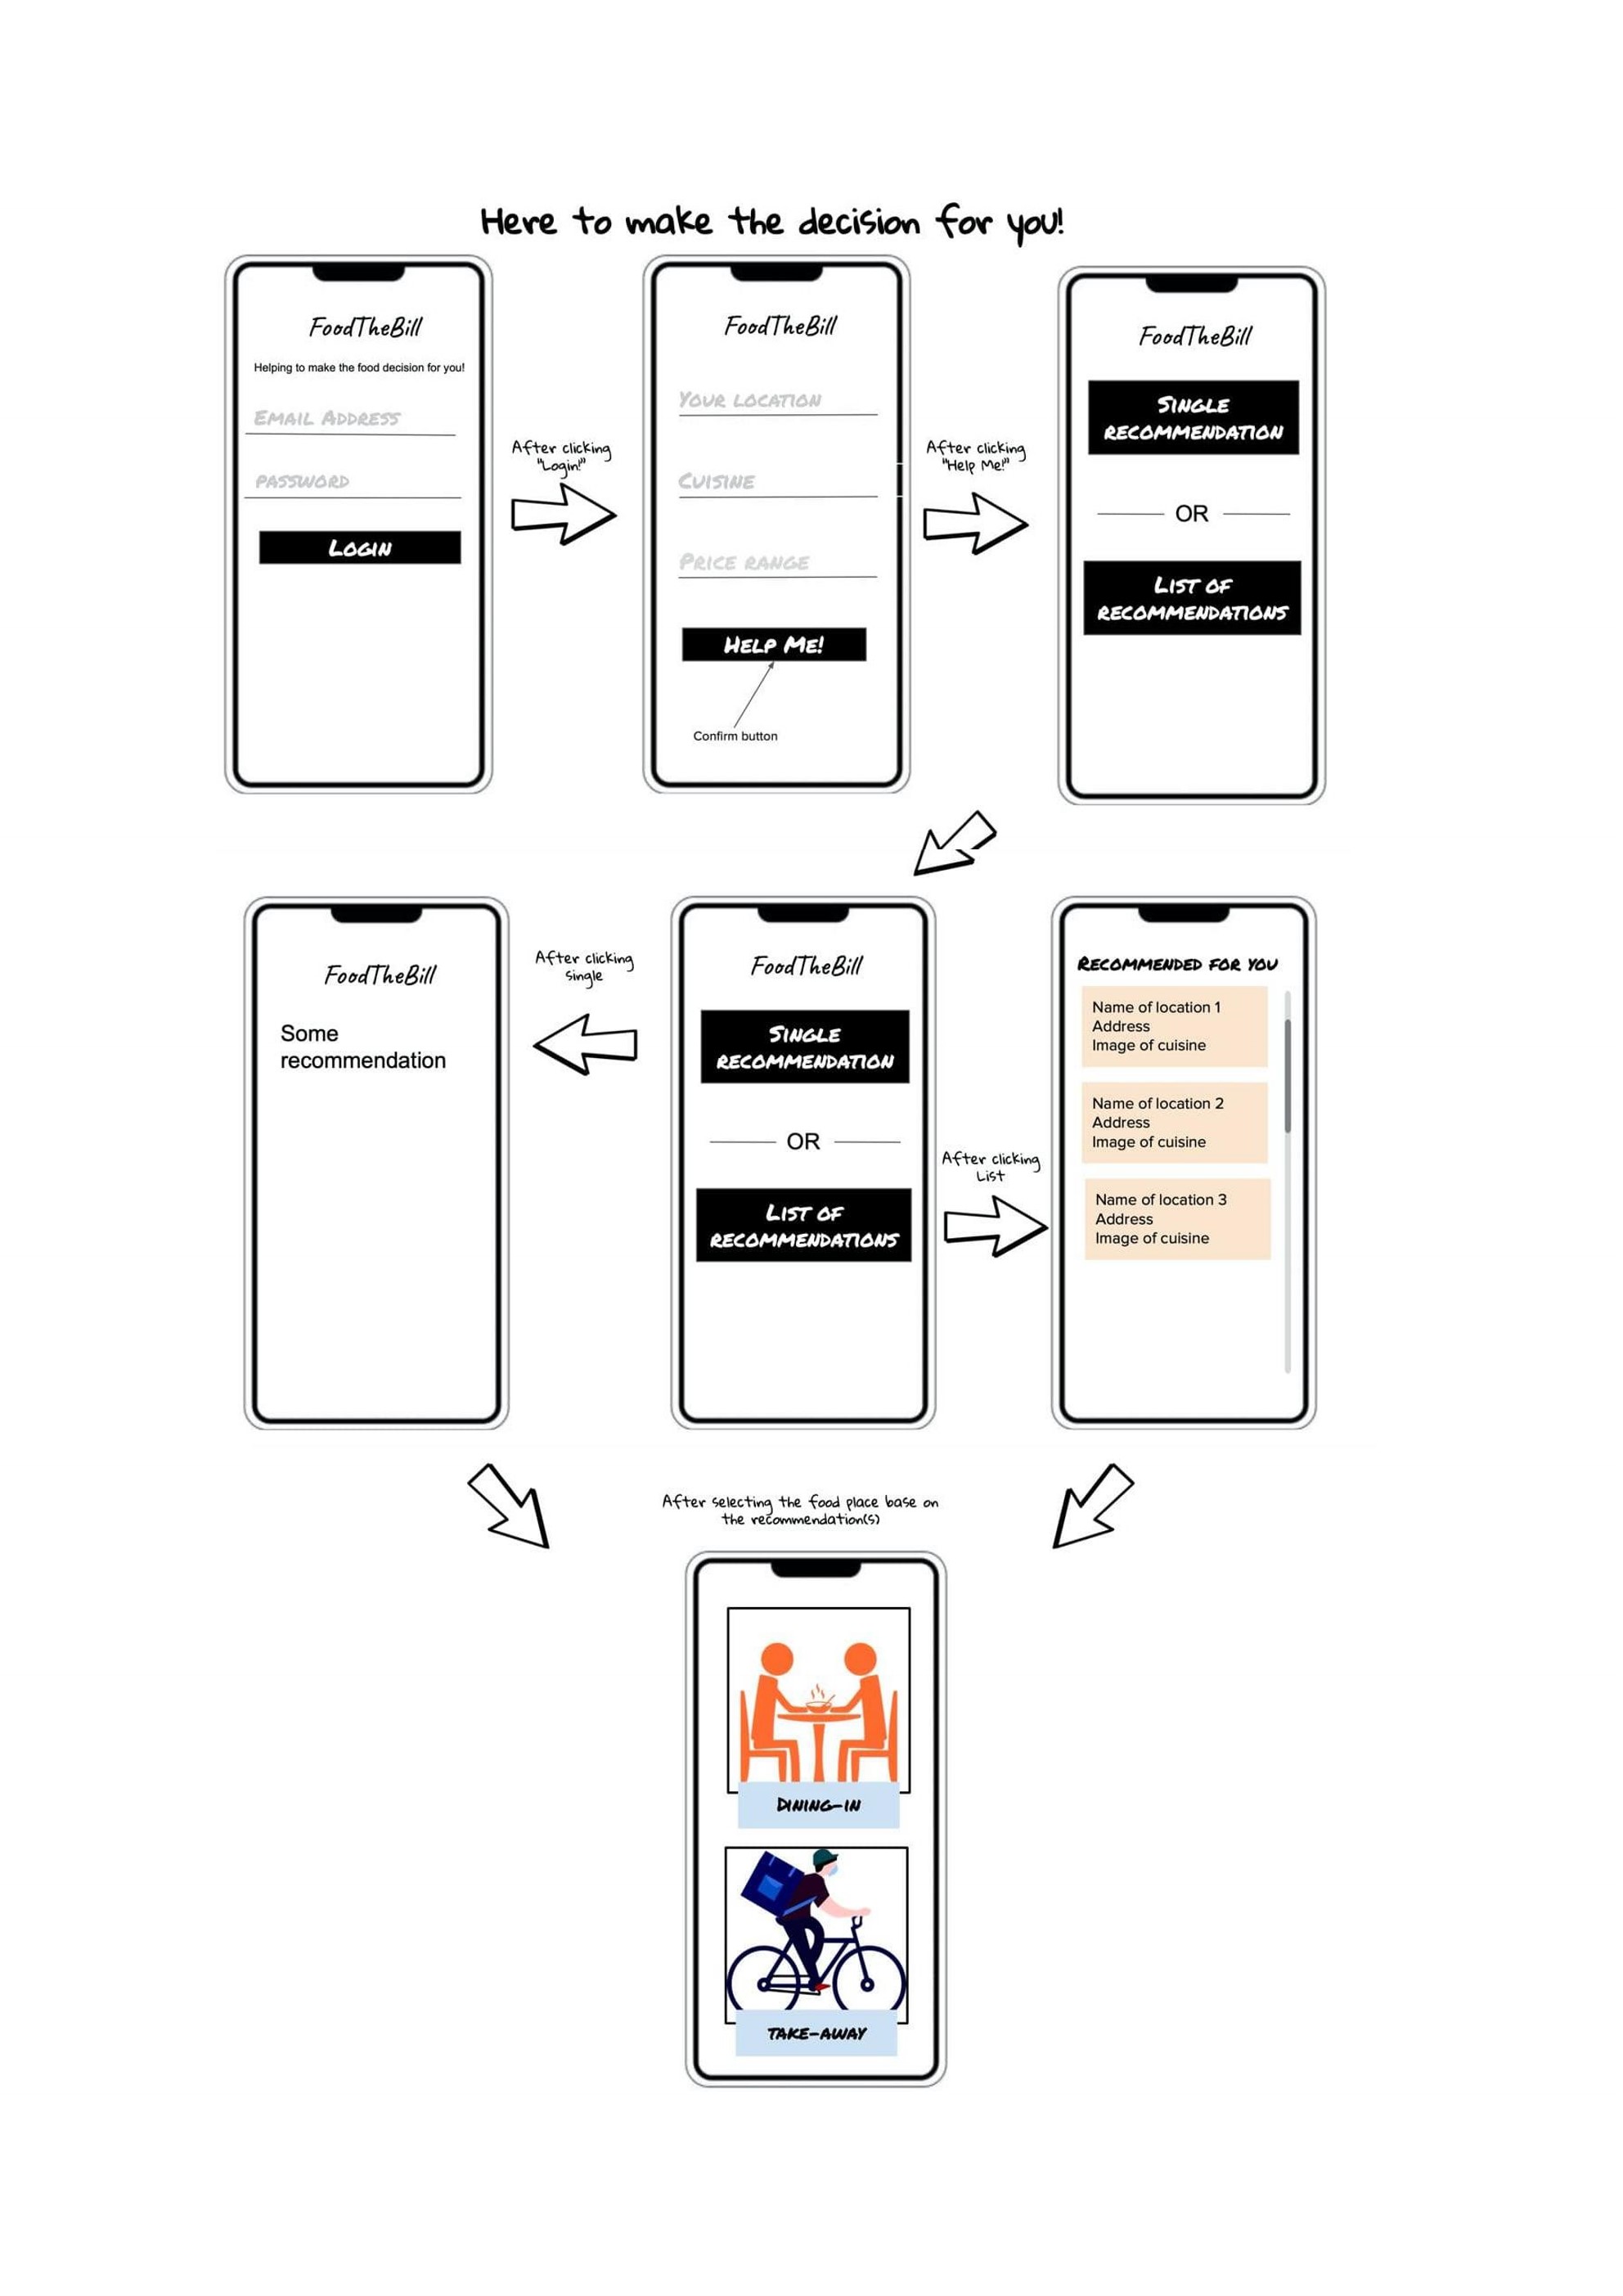 Here to make the decision for you!
FoodTheBill
Helping to make the food decision for you!
EMAIL ADDRESS
PASSWORD
LOGIN
After clicking
"Login!"
FoodTheBill
YOUR LOCATION
CUISINE
PRICE RANGE
HELP ME!
Confirm button
After clicking
"Help Me!"
FoodTheBill
SINGLE
RECOMMENDATION
OR
LIST OF
RECOMMENDATIONS
FoodTheBill
Some
recommendation
After clicking
single
FoodTheBill
SINGLE
RECOMMENDATION
OR
LIST OF
RECOMMENDATIONS
After clicking
List
RECOMMENDED FOR YOU
Name of location 1
Address
Image of cuisine
Name of location 2
Address
Image of cuisine
Name of location 3
Address
Image of cuisine
After selecting the food place base on
the recommendation(s)
DINING-IN
TAKE-AWAY